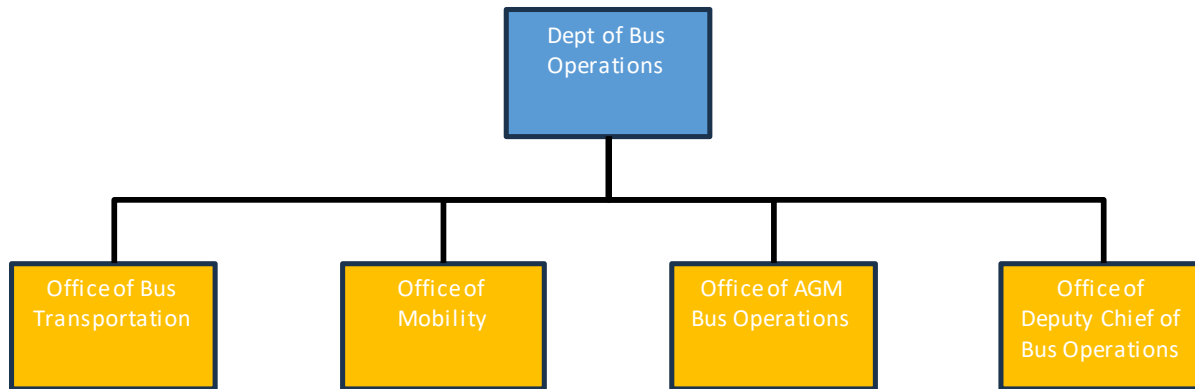 Dept of Bus
Operations
Office of Bus
Transportation
Office of
Mobility
Office of AGM
Bus Operations
Office of
Deputy Chief of
Bus Operations